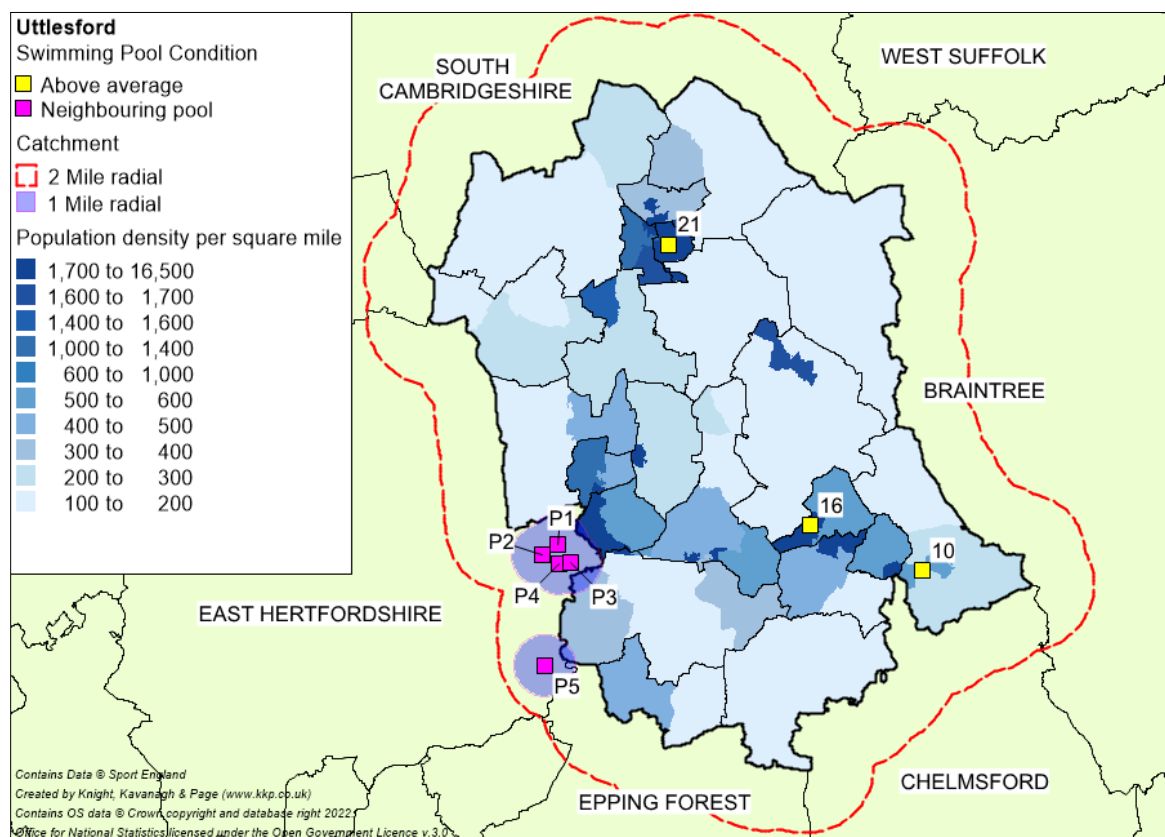 Uttlesford
Swimming Pool Condition
Above average
Neighbouring pool
Catchment
2 Mile radial
1 Mile radial
Population density per square mile
1,700 to 16,500
1,600 to 1,700
1,400 to 1,600
1,000 to 1,400
600 to 1,000
500 to 600
400 to 500
300 to 400
200 to 300
100 to 200
WEST SUFFOLK
SOUTH
CAMBRIDGESHIRE
21
BRAINTREE
16
P1
P2
10
P4
P3
EAST HERTFORDSHIRE
P5
CHELMSFORD
EPPING FOREST
Contains Data © Sport England
Created by Knight, Kavanagh & Page (www.kkp.co.uk)
Contains OS data © Crown copyright and database right 2022
Office for National Statistics licensed under the Open Government Licence v.3.0